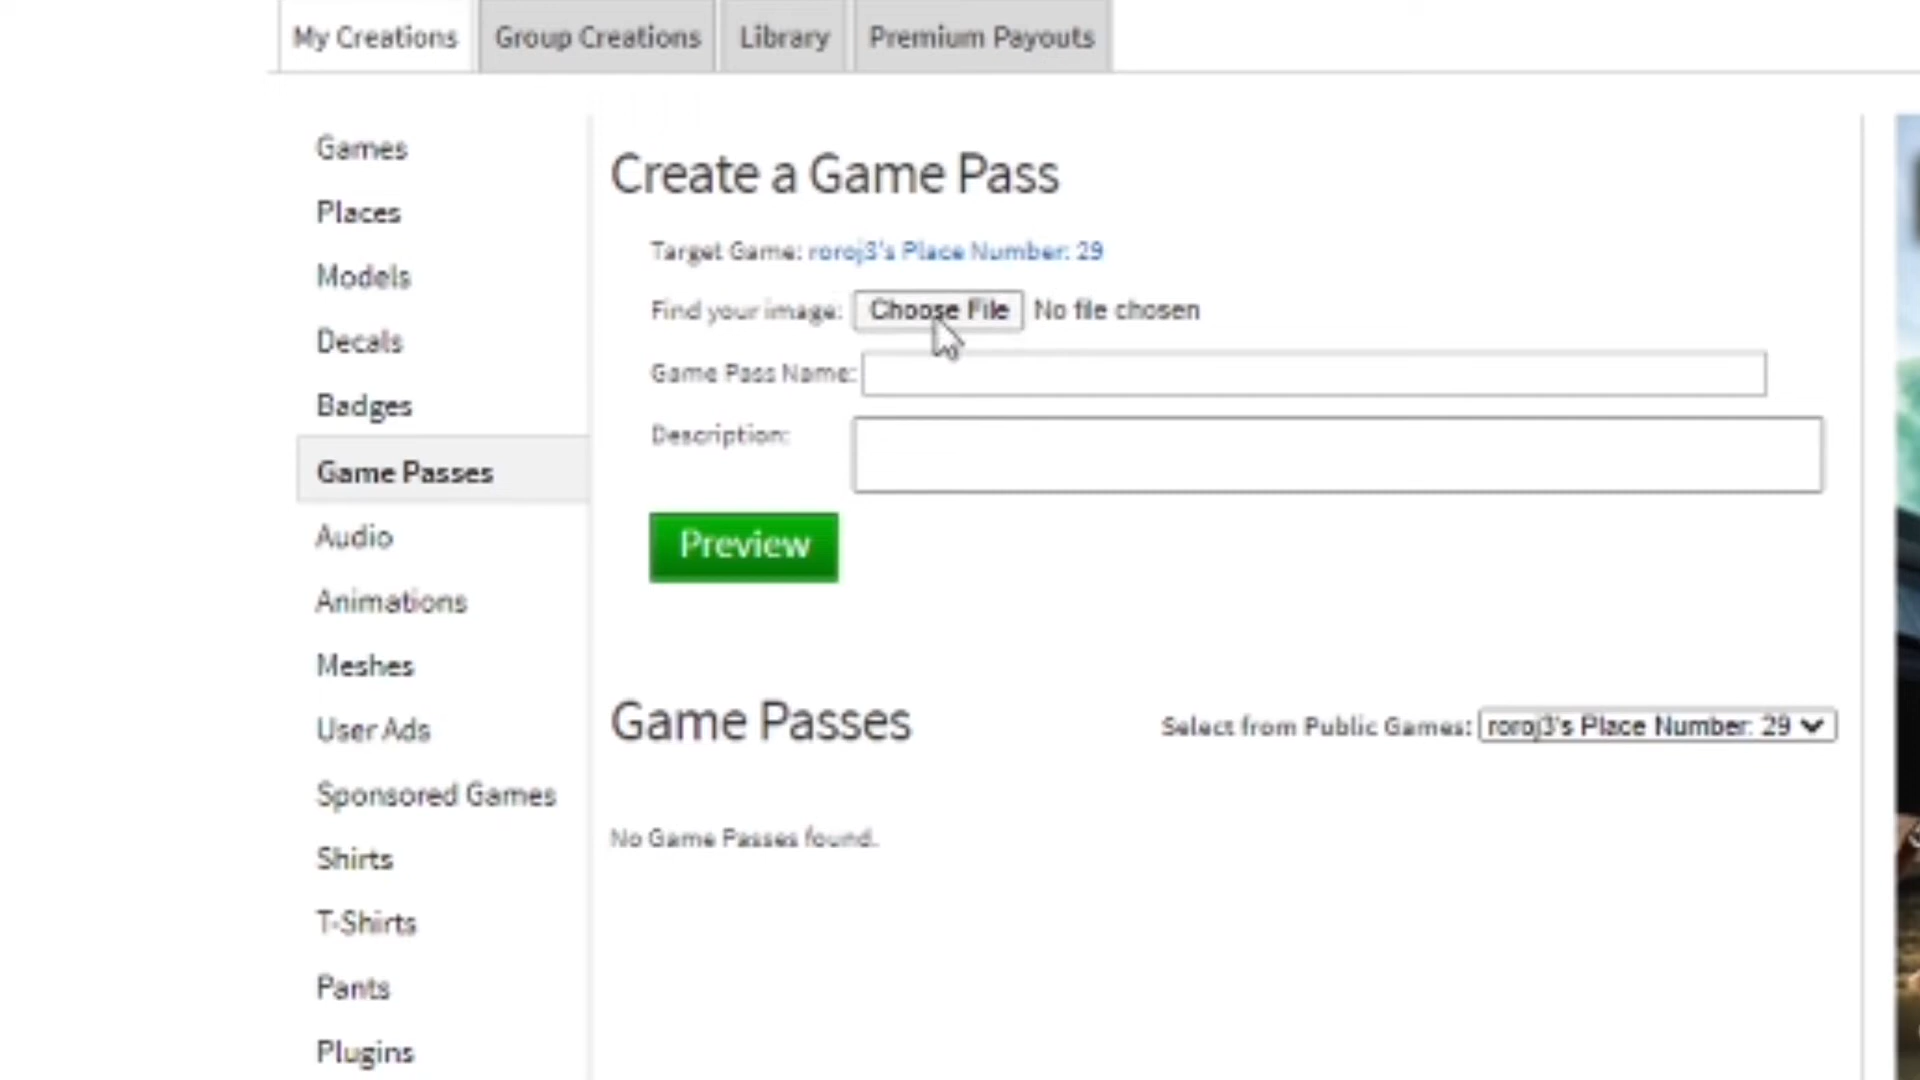 My Creations Group Creations Library Premium Payouts
Games
Places
Models
Decals
Badges
Game Passes
Audio
Animations
Meshes
User Ads
Sponsored Games
Shirts
T-Shirts
Pants
Plugins
Create a Game Pass
Target Game: roroj3's Place Number: 29
Find your image: Choose File No file chosen
Game Pass Name:
Description:
Preview
Game Passes
Select from Public Games: roroj3's Place Number: 29
No Game Passes found.